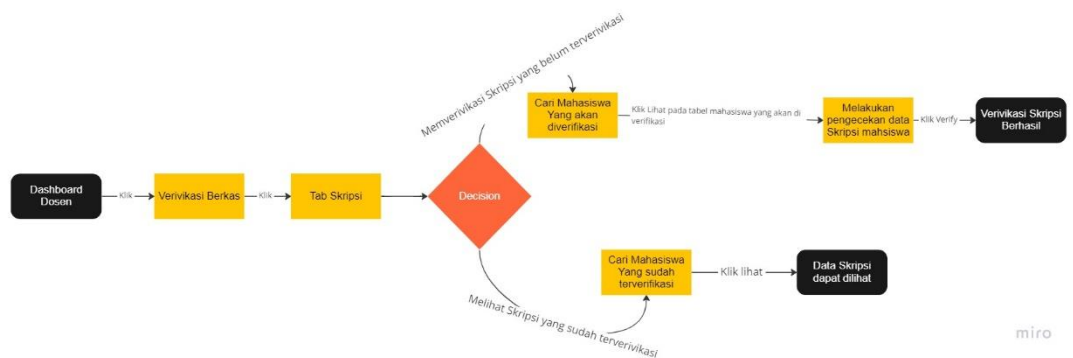 Dashboard
Dosen
Klik
Verivikasi Berkas
Klik
Tab Skripsi
Decision
Memverivikasi Skripsi yang belum terverivikasi
Cari Mahasiswa
Yang akan
diverifikasi
Klik Lihat pada tabel mahasiswa yang akan di
verifikasi
Melakukan
pengecekan data
Skripsi mahsiswa
Klik Verify
Verivikasi Skripsi
Berhasil
Melihat Skripsi yang sudah terverivikasi
Cari Mahasiswa
Yang sudah
terverifikasi
Klik lihat
Data Skripsi
dapat dilihat
miro